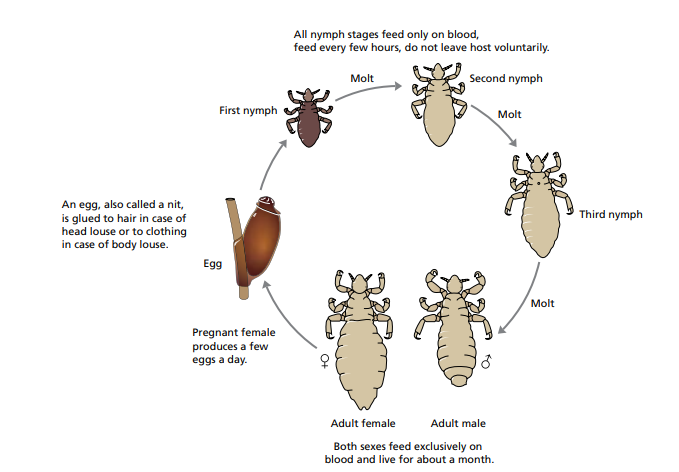 All nymph stages feed only on blood,
feed every few hours, do not leave host voluntarily.
Molt
Second nymph
First nymph
Molt
An egg, also called a nit,
is glued to hair in case of
head louse or to clothing
in case of body louse.
Third nymph
Egg
Molt
Pregnant female
produces a few
eggs a day.
♀
♂
Adult female
Adult male
Both sexes feed exclusively on
blood and live for about a month.